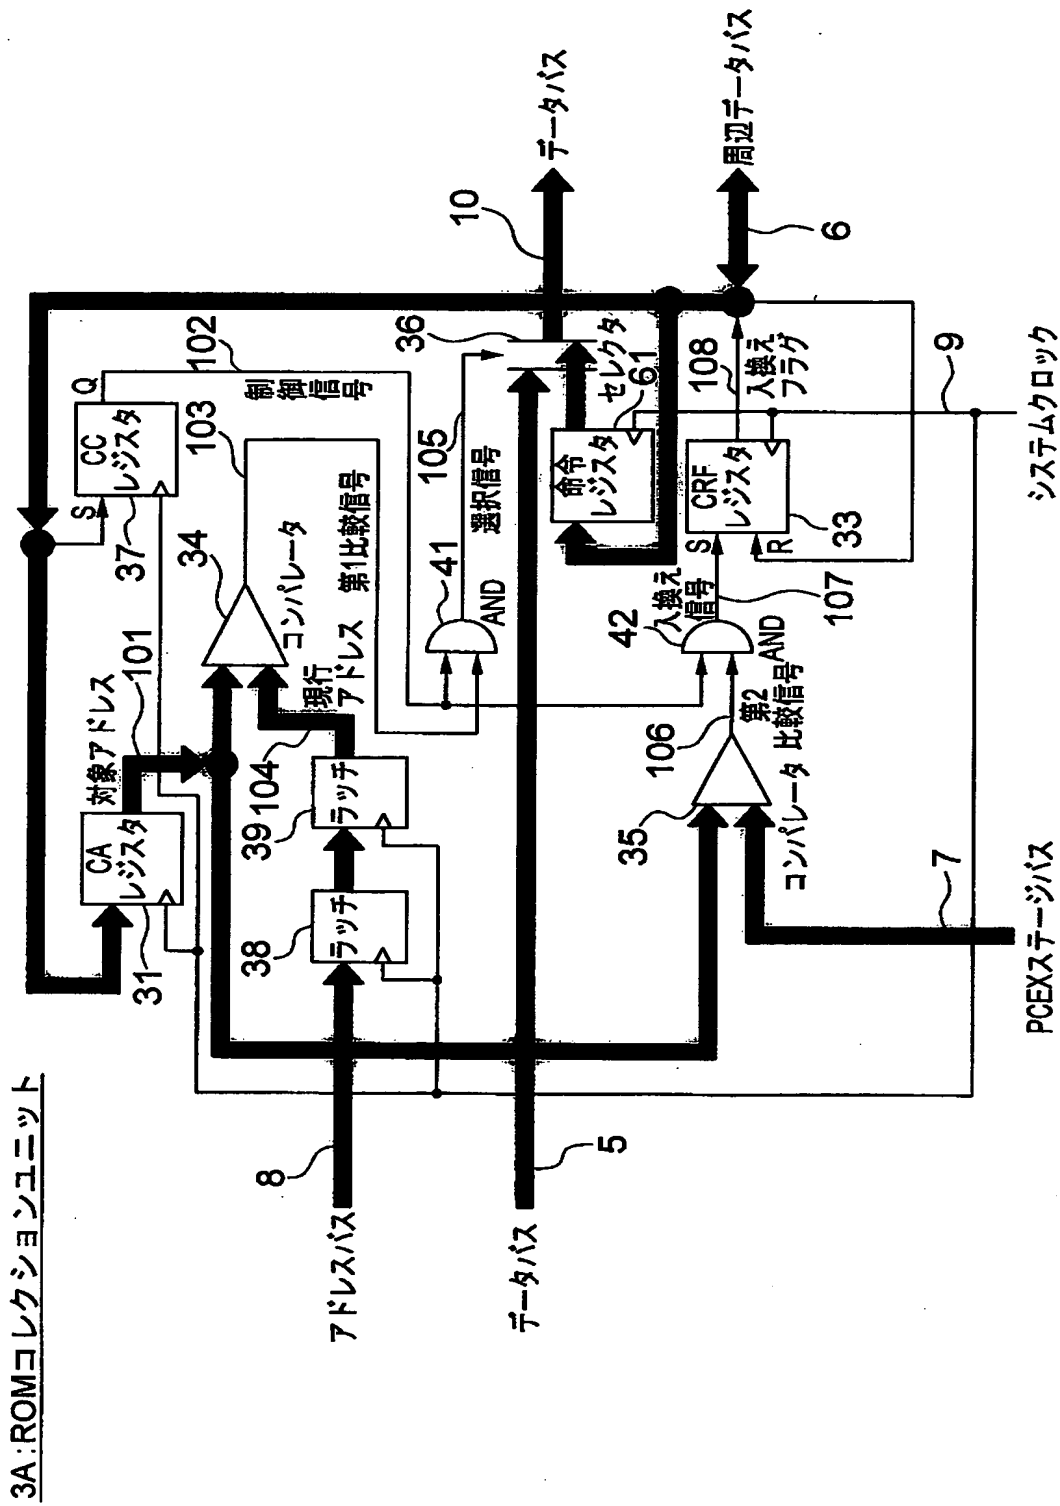 3A:ROMコレクションユニット
対象アドレス
101
CA
レジスタ
31
CC
レジスタ
S
Q
37
34
コンパレータ
103
102
制御信号
第1比較信号
現行
アドレス
104
ラッチ
38
ラッチ
39
アドレスバス
8
データバス
5
41
AND
105
選択信号
36
セレクタ
10
データバス
命令
レジスタ
61
42
入換え
信号
107
AND
第2
比較信号
106
35
コンパレータ
CRF
レジスタ
S
R
33
108
入換え
フラグ
周辺データバス
6
9
システムクロック
7
PCEXステージバス